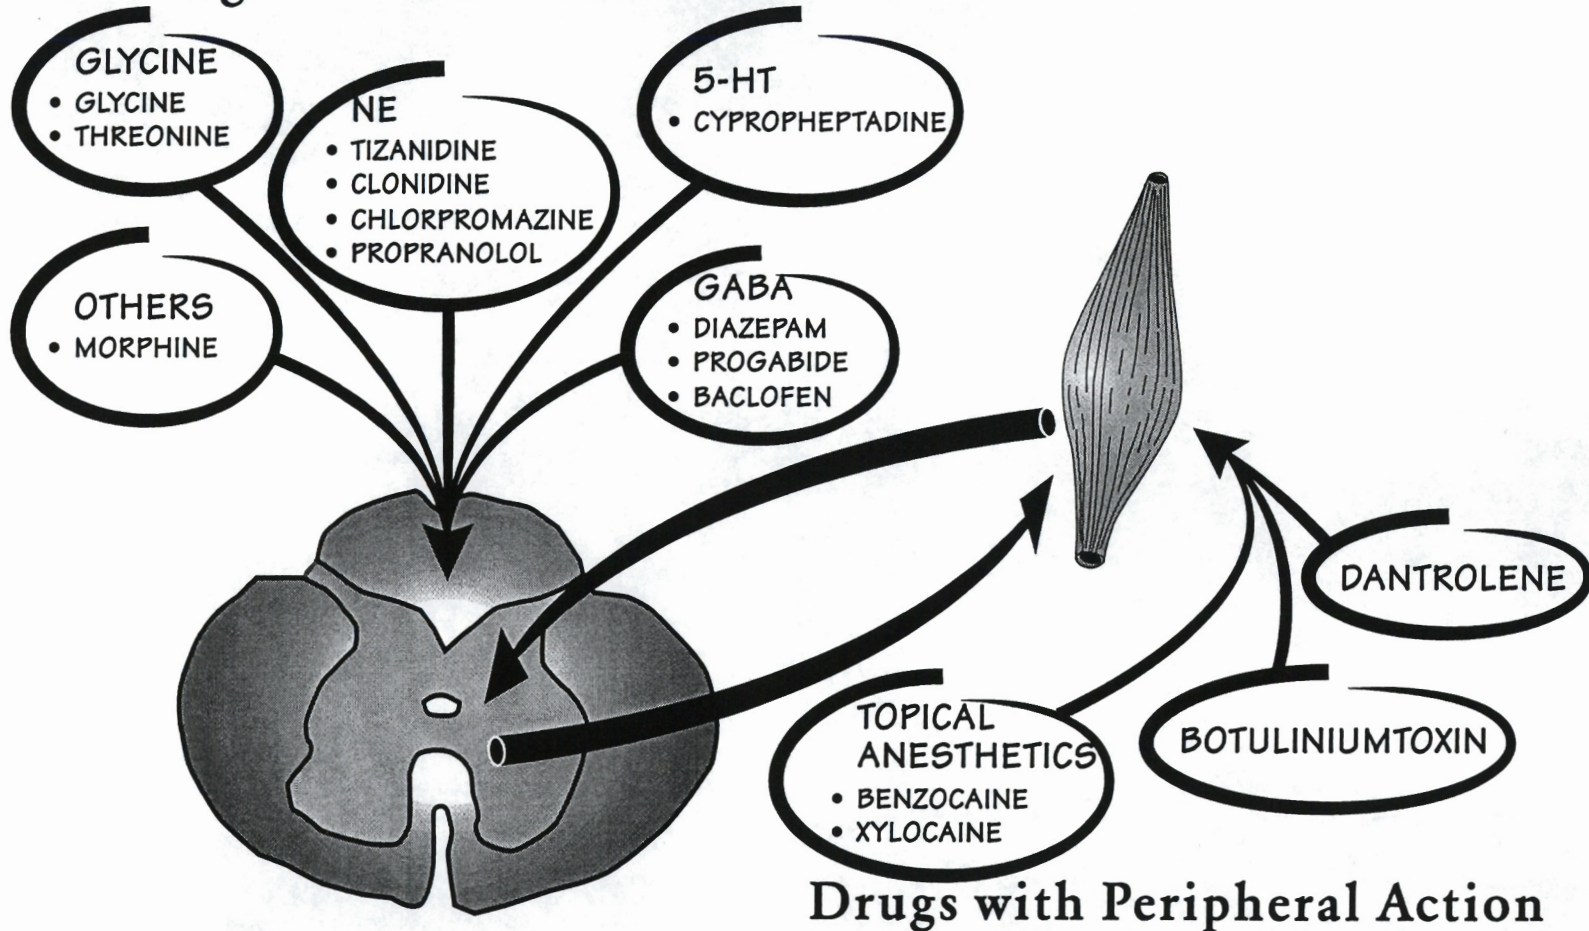 GLYCINE
• GLYCINE
• THREONINE
NE
• TIZANIDINE
• CLONIDINE
• CHLORPROMAZINE
• PROPRANOLOL
5-HT
• CYPROPHEPTADINE
OTHERS
• MORPHINE
GABA
• DIAZEPAM
• PROGABIDE
• BACLOFEN
DANTROLENE
BOTULINIUMTOXIN
TOPICAL
ANESTHETICS
• BENZOCAINE
• XYLOCAINE
Drugs with Peripheral Action